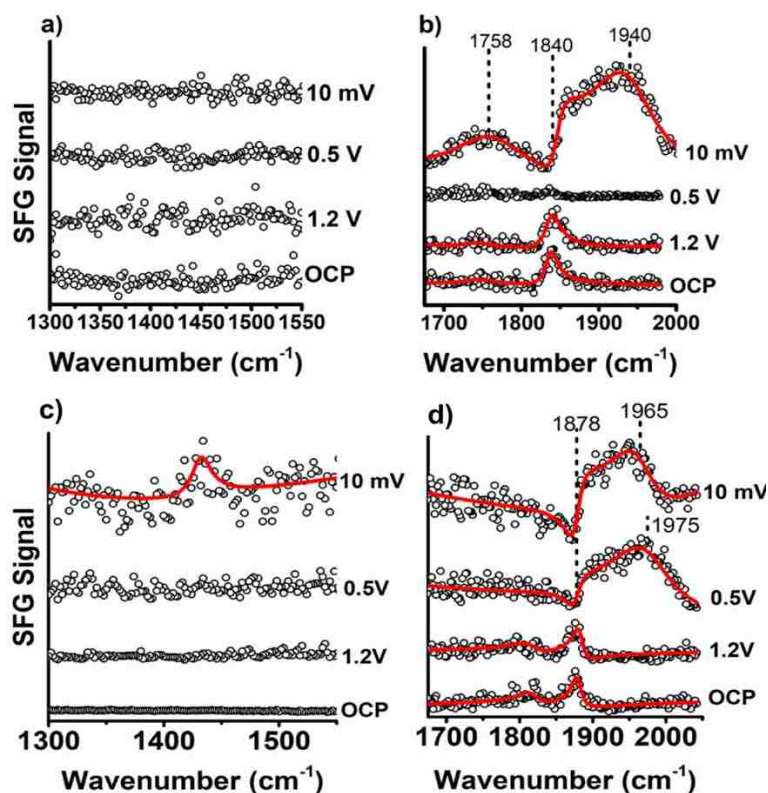 a)
10 mV
0.5 V
1.2 V
OCP
1300 1350 1400 1450 1500 1550
Wavenumber (cm-1)
SFG Signal
b)
1758 1840 1940
10 mV
0.5 V
1.2 V
OCP
1700 1800 1900 2000
Wavenumber (cm-1)
c)
10 mV
0.5V
1.2V
OCP
1300 1400 1500
Wavenumber (cm-1)
SFG Signal
d)
1878 1965
10 mV
1975
0.5V
1.2V
OCP
1700 1800 1900 2000
Wavenumber (cm-1)